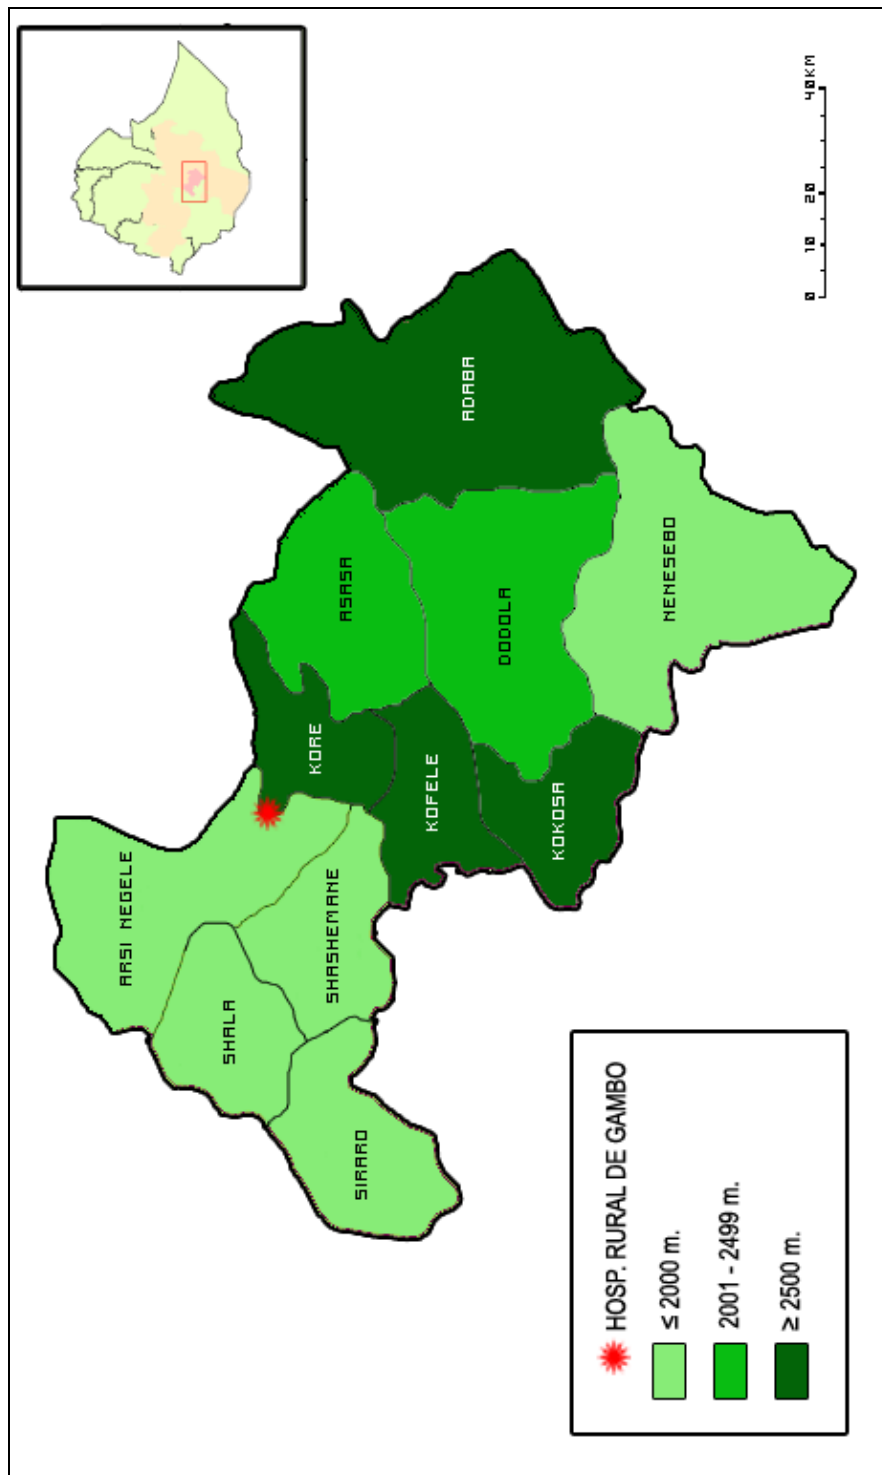 0 10 20 40KM
ARSI NEGELE
SHALA
SHASHEMANE
SIRARO
KORE
KOFELE
KOKOSA
ASASA
DODOLA
ADABA
NENESEBO
HOSP. RURAL DE GAMBO
≤ 2000 m.
2001 - 2499 m.
≥ 2500 m.